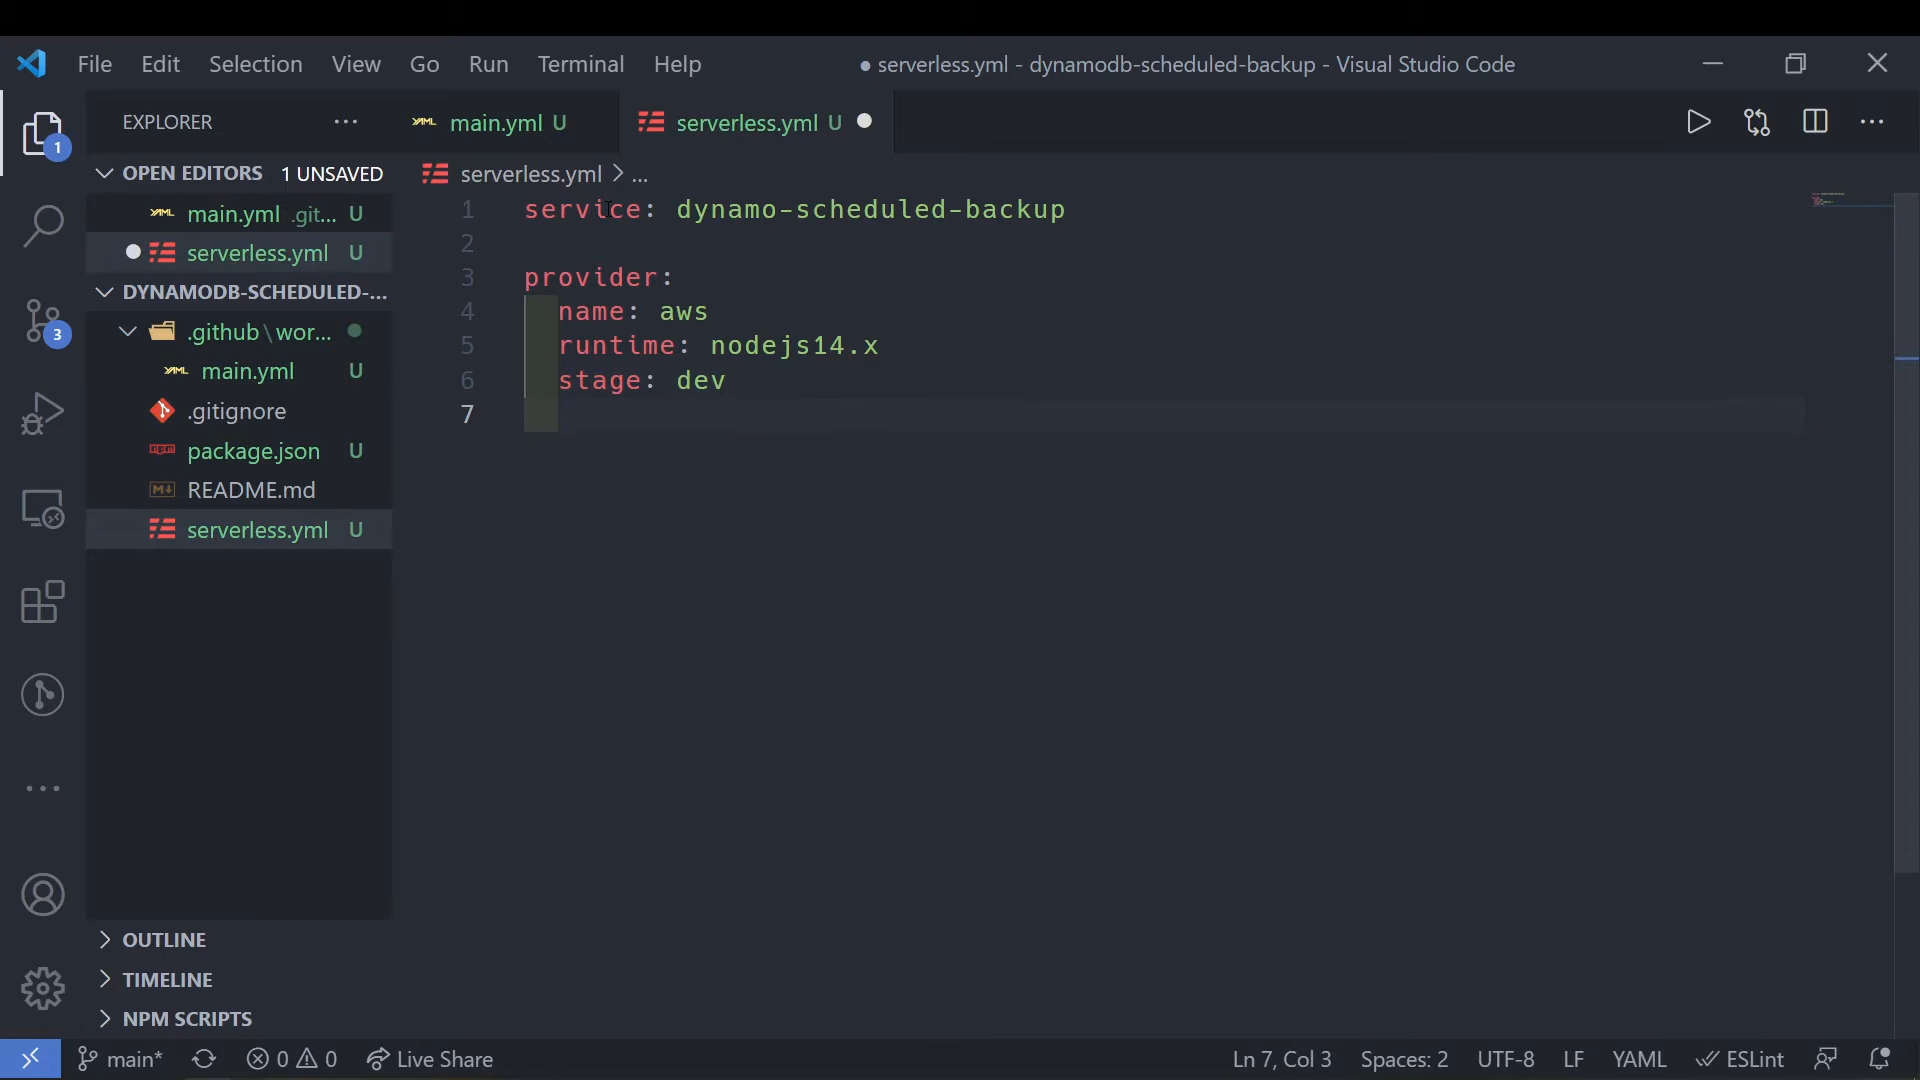 File Edit Selection View Go Run Terminal Help
● serverless.yml - dynamodb-scheduled-backup - Visual Studio Code
EXPLORER ...
main.yml U
serverless.yml U
1
OPEN EDITORS 1 UNSAVED
main.yml .git... U
serverless.yml U
DYNAMODB-SCHEDULED-...
.github\wor...
main.yml U
.gitignore
package.json U
README.md
serverless.yml U
3
OUTLINE
TIMELINE
NPM SCRIPTS
serverless.yml > ...
1 service: dynamo-scheduled-backup
2
3 provider:
4 name: aws
5 runtime: nodejs14.x
6 stage: dev
7
main* 0 0 Live Share
Ln 7, Col 3 Spaces: 2 UTF-8 LF YAML ESLint